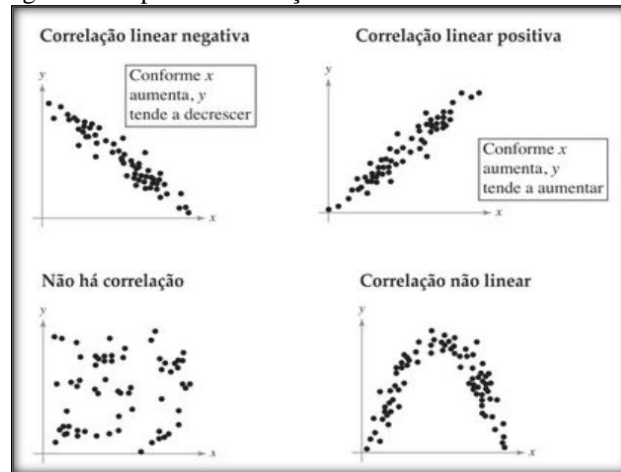 Correlação linear negativa
y
Conforme x
aumenta, y
tende a decrescer
x
Correlação linear positiva
y
Conforme x
aumenta, y
tende a aumentar
x
Não há correlação
y
x
Correlação não linear
y
x